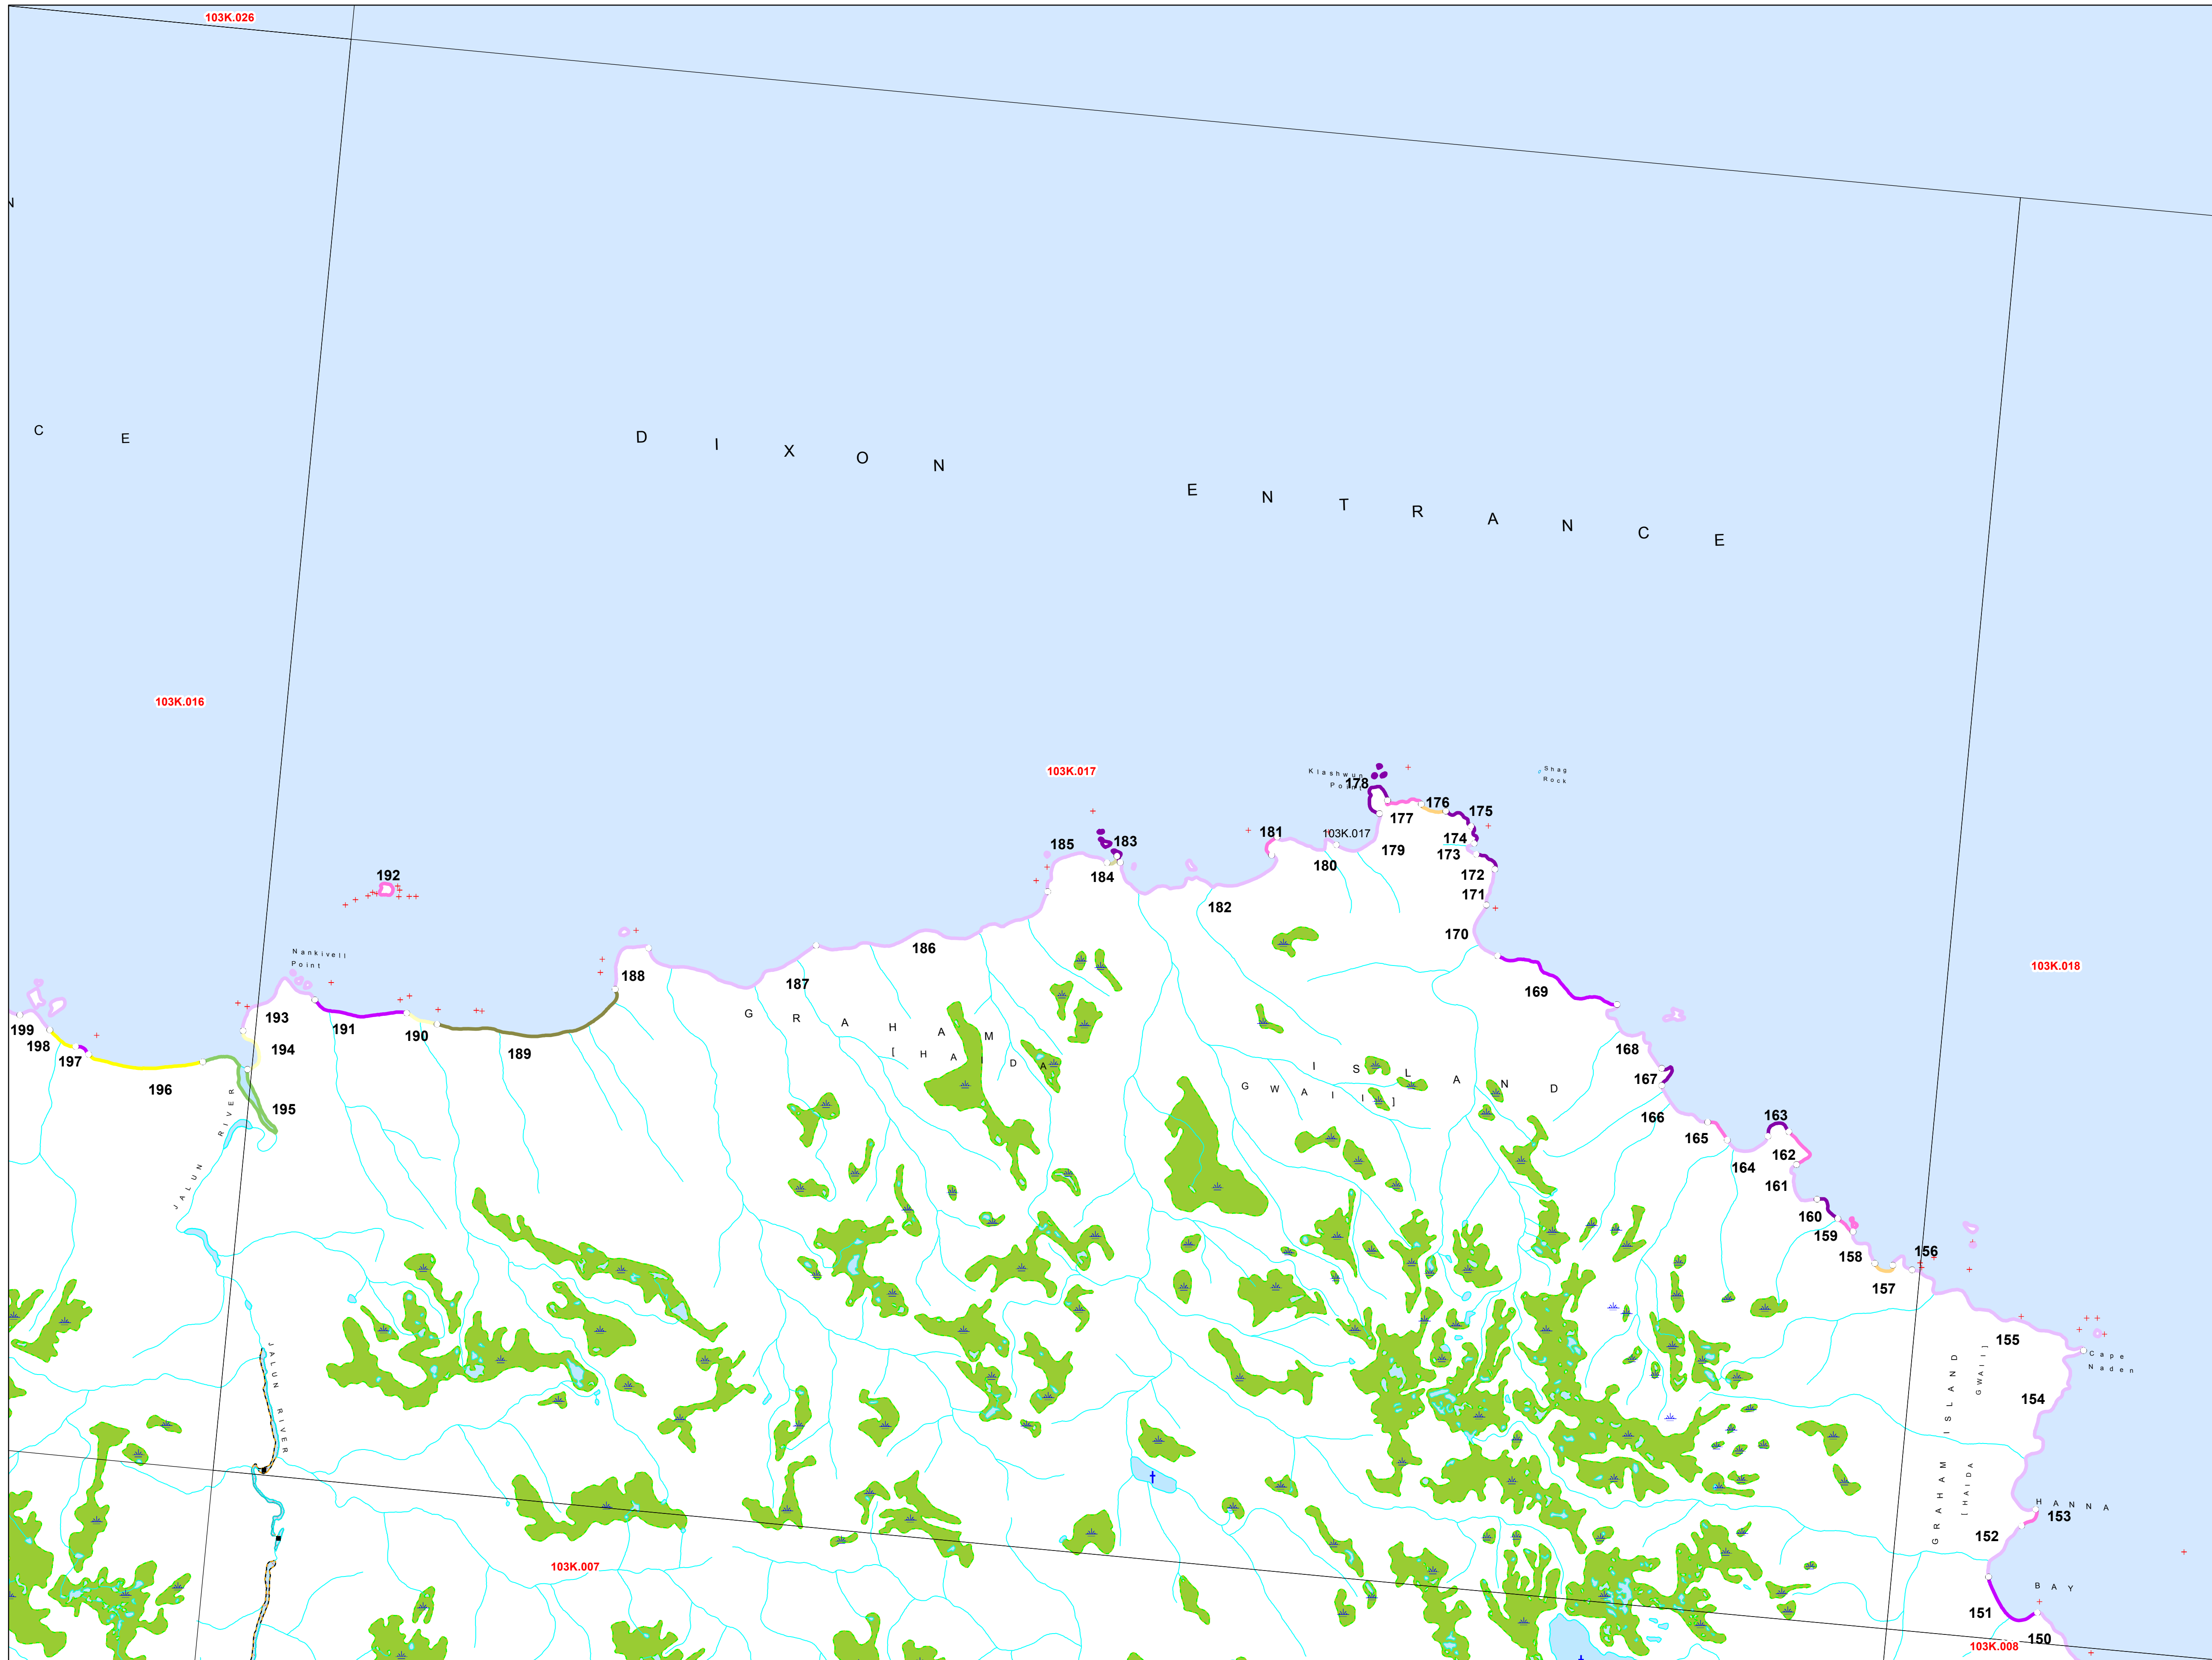 103K.026
N
C E
D I X O N
E N T R A N C E
103K.016
103K.017
Klashwun
Point
178
Shag
Rock
176
175
177
174
181
103K.017
180
179
173
183
185
184
172
171
182
192
170
186
Nankivell
Point
188
187
169
103K.018
199
198
197
193
191
190
189
194
196
195
G R A H A M
[ H A I D A
I S L A N D
G W A I I ]
168
167
166
165
163
164
162
161
160
159
158
156
157
JALUN RIVER
JALUN RIVER
155
Cape
Naden
154
GRAHAM ISLAND
[HAIDA GWAII]
HANNA
153
152
103K.007
BAY
151
150
103K.008